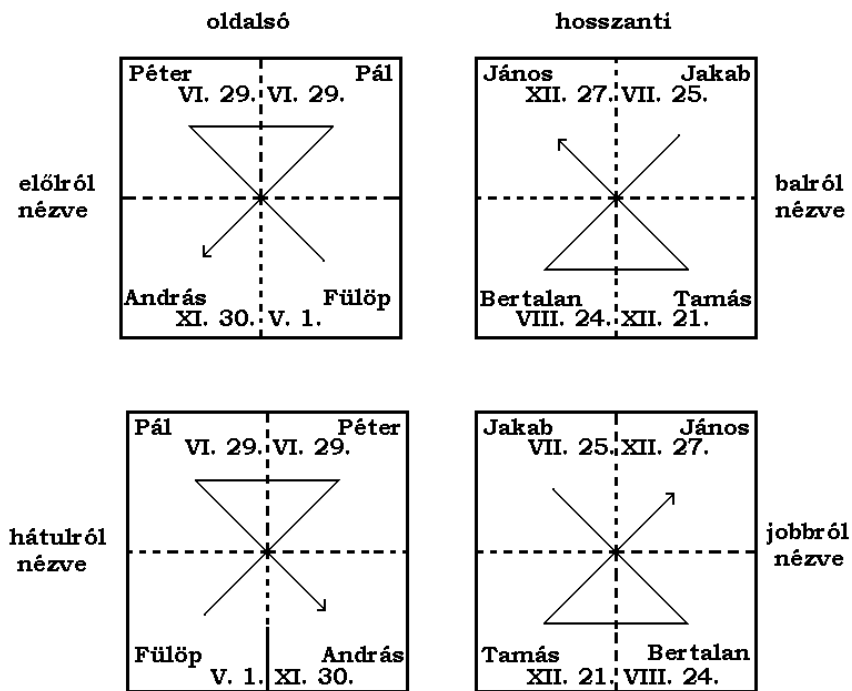 oldalsó hosszanti
Péter Pál János Jakab
VI. 29. VI. 29. XII. 27. VII. 25.
előlről balról
nézve nézve
András Fülöp Bertalan Tamás
XI. 30. V. 1. VIII. 24. XII. 21.
Pál Péter Jakab János
VI. 29. VI. 29. VII. 25. XII. 27.
hátulról jobbról
nézve nézve
Fülöp András Tamás Bertalan
V. 1. XI. 30. XII. 21. VIII. 24.